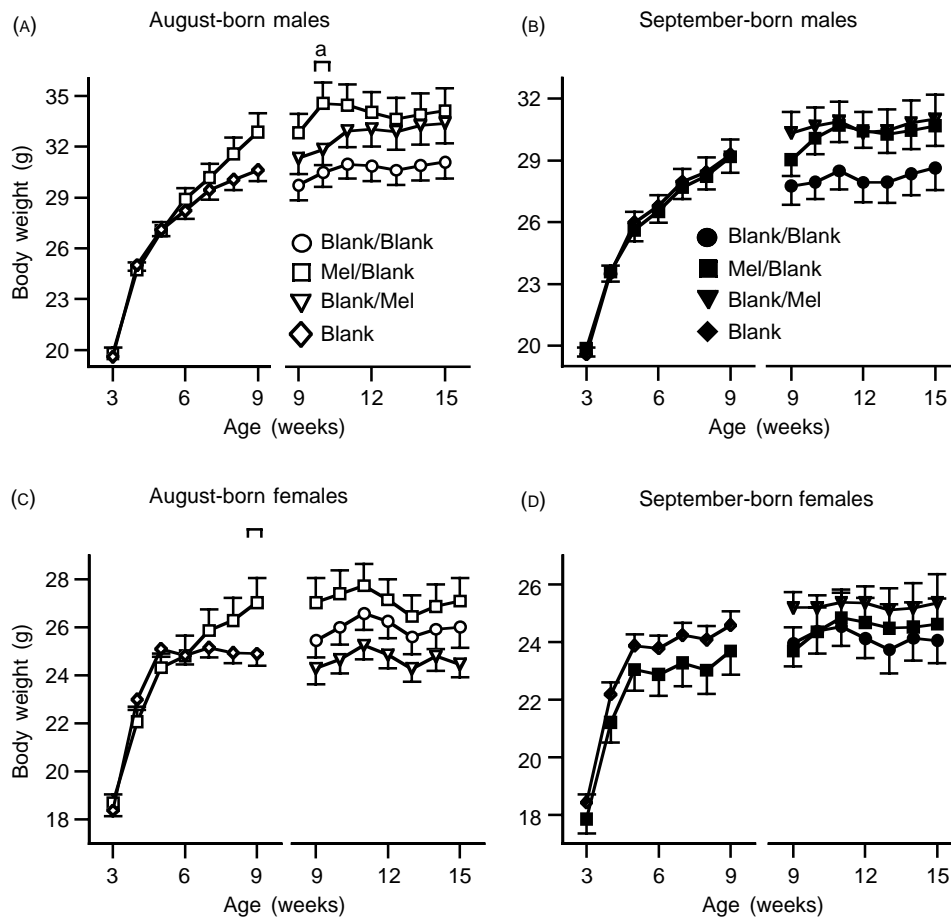 (A) August-born males
a
35
32
29
26
23
20
Body weight (g)
Blank/Blank
Mel/Blank
Blank/Mel
Blank
3 6 9 9 12 15
Age (weeks)
(B) September-born males
32
29
26
23
20
Blank/Blank
Mel/Blank
Blank/Mel
Blank
3 6 9 9 12 15
Age (weeks)
(C) August-born females
28
26
24
22
20
18
Body weight (g)
3 6 9 9 12 15
Age (weeks)
(D) September-born females
26
24
22
20
18
3 6 9 9 12 15
Age (weeks)